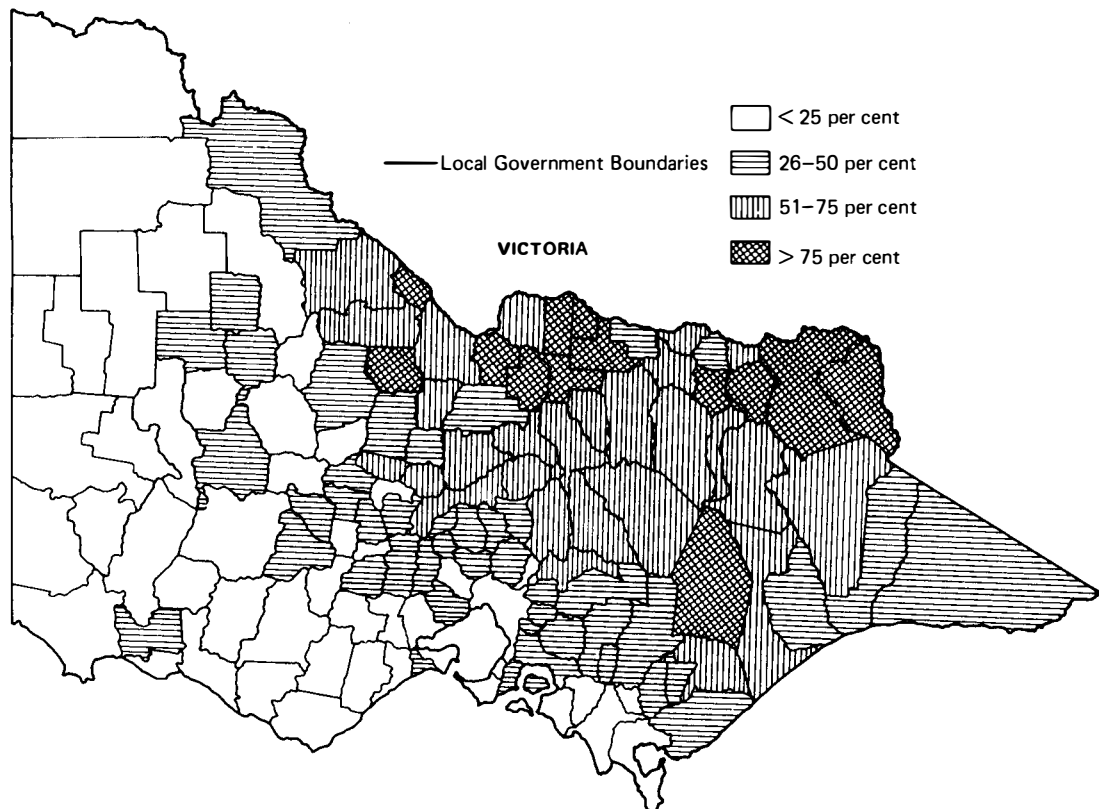 < 25 per cent
Local Government Boundaries
26–50 per cent
51–75 per cent
VICTORIA
> 75 per cent